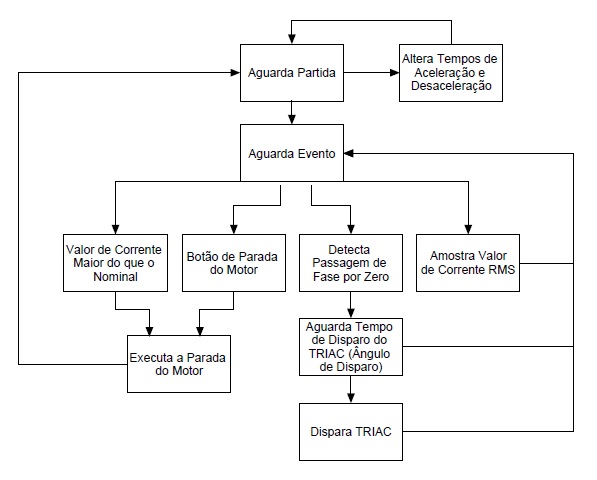 Aguarda Partida
Altera Tempos de
Aceleração e
Desaceleração
Aguarda Evento
Valor de Corrente
Maior do que o
Nominal
Botão de Parada
do Motor
Detecta
Passagem de
Fase por Zero
Amostra Valor
de Corrente RMS
Aguarda Tempo
de Disparo do
TRIAC (Ângulo
de Disparo)
Executa a Parada
do Motor
Dispara TRIAC